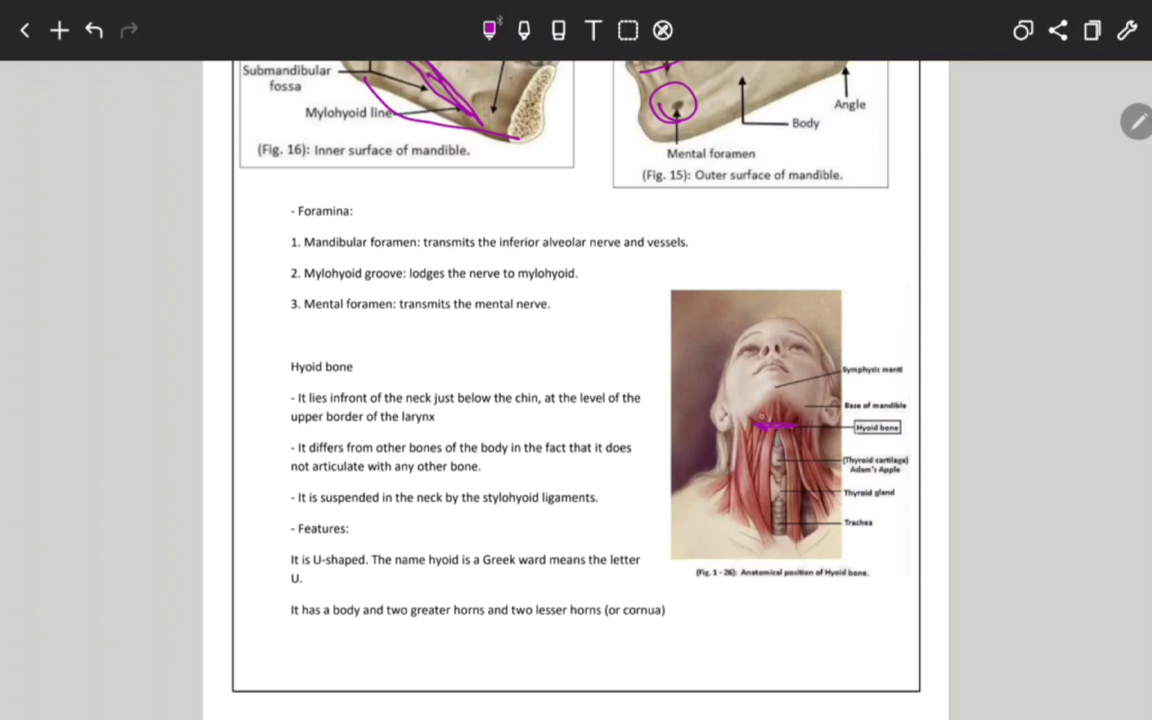 T
Submandibular
fossa
Mylohyoid line
(Fig. 16): Inner surface of mandible.
Angle
Body
Mental foramen
(Fig. 15): Outer surface of mandible.
- Foramina:
1. Mandibular foramen: transmits the inferior alveolar nerve and vessels.
2. Mylohyoid groove: lodges the nerve to mylohyoid.
3. Mental foramen: transmits the mental nerve.
Hyoid bone
- It lies infront of the neck just below the chin, at the level of the
upper border of the larynx
- It differs from other bones of the body in the fact that it does
not articulate with any other bone.
- It is suspended in the neck by the stylohyoid ligaments.
- Features:
It is U-shaped. The name hyoid is a Greek ward means the letter
U.
It has a body and two greater horns and two lesser horns (or cornua)
Symphysis menti
Base of mandible
Hyoid bone
(Thyroid cartilage)
Adam's Apple
Thyroid gland
Trachea
(Fig. 1 - 26): Anatomical position of Hyoid bone.